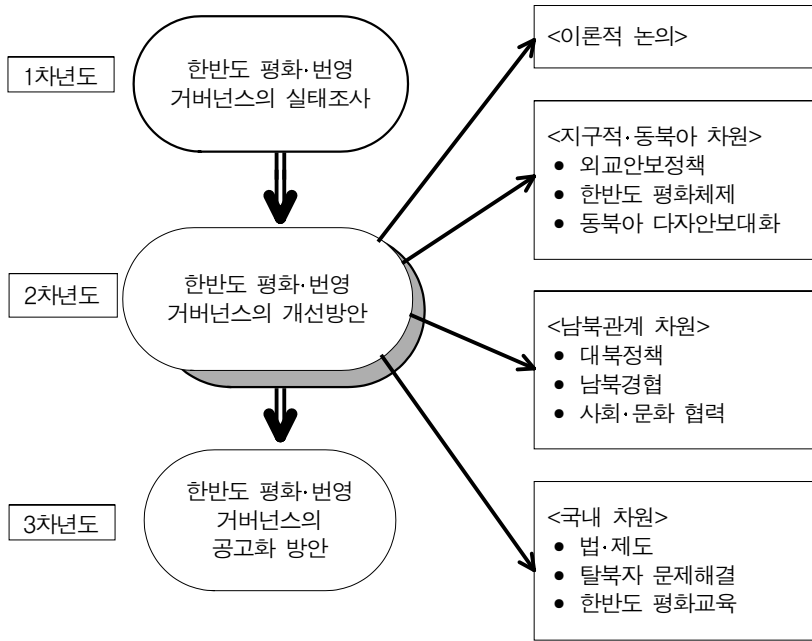 1차년도
한반도 평화·번영
거버넌스의 실태조사
2차년도
한반도 평화·번영
거버넌스의 개선방안
3차년도
한반도 평화·번영
거버넌스의
공고화 방안
<이론적 논의>
<지구적·동북아 차원>
● 외교안보정책
● 한반도 평화체제
● 동북아 다자안보대화
<남북관계 차원>
● 대북정책
● 남북경협
● 사회·문화 협력
<국내 차원>
● 법·제도
● 탈북자 문제해결
● 한반도 평화교육